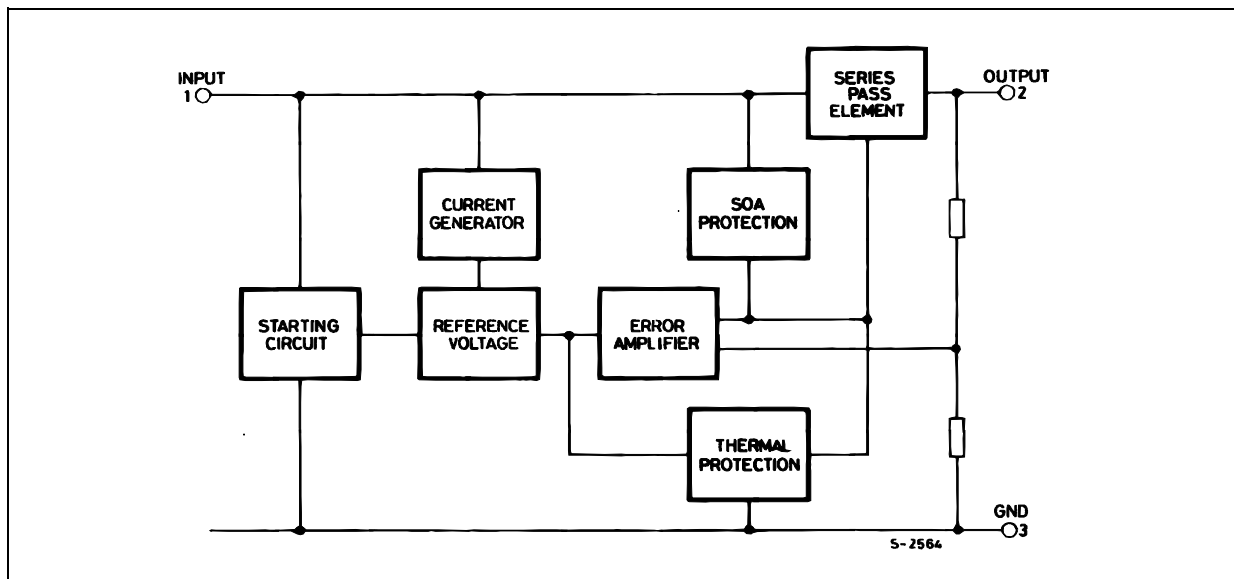 INPUT
1
SERIES
PASS
ELEMENT
OUTPUT
2
CURRENT
GENERATOR
SOA
PROTECTION
STARTING
CIRCUIT
REFERENCE
VOLTAGE
ERROR
AMPLIFIER
THERMAL
PROTECTION
GND
3
S-2564